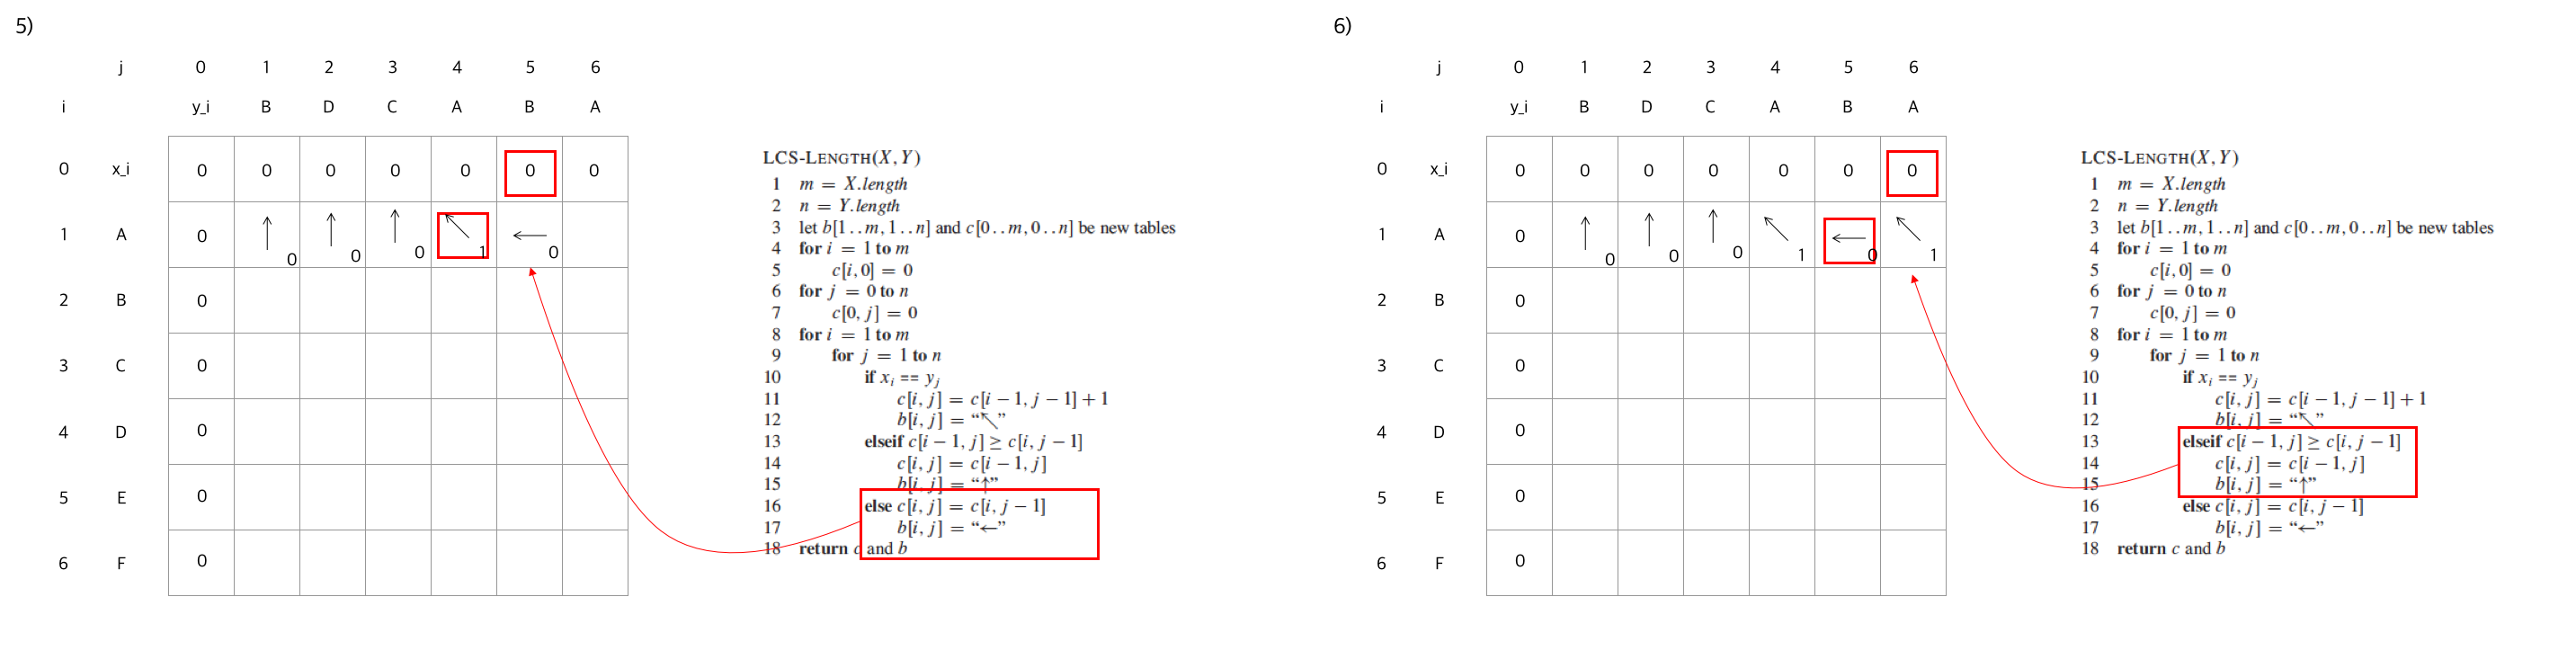 5)
j 0 1 2 3 4 5 6
i y_i B D C A B A
0 x_i 0 0 0 0 0 0 0
1 A 0 ↑ 0 ↑ 0 ↑ 0 ↖ 1 ← 0
2 B 0
3 C 0
4 D 0
5 E 0
6 F 0
LCS-LENGTH(X, Y)
1 m = X.length
2 n = Y.length
3 let b[1..m, 1..n] and c[0..m, 0..n] be new tables
4 for i = 1 to m
5 c[i, 0] = 0
6 for j = 0 to n
7 c[0, j] = 0
8 for i = 1 to m
9 for j = 1 to n
10 if x_i == y_j
11 c[i, j] = c[i − 1, j − 1] + 1
12 b[i, j] = “↖”
13 elseif c[i − 1, j] ≥ c[i, j − 1]
14 c[i, j] = c[i − 1, j]
15 b[i, j] = “↑”
16 else c[i, j] = c[i, j − 1]
17 b[i, j] = “←”
18 return c and b
6)
j 0 1 2 3 4 5 6
i y_i B D C A B A
0 x_i 0 0 0 0 0 0 0
1 A 0 ↑ 0 ↑ 0 ↑ 0 ↖ 1 ← 0 ↖ 1
2 B 0
3 C 0
4 D 0
5 E 0
6 F 0
LCS-LENGTH(X, Y)
1 m = X.length
2 n = Y.length
3 let b[1..m, 1..n] and c[0..m, 0..n] be new tables
4 for i = 1 to m
5 c[i, 0] = 0
6 for j = 0 to n
7 c[0, j] = 0
8 for i = 1 to m
9 for j = 1 to n
10 if x_i == y_j
11 c[i, j] = c[i − 1, j − 1] + 1
12 b[i, j] = “↖”
13 elseif c[i − 1, j] ≥ c[i, j − 1]
14 c[i, j] = c[i − 1, j]
15 b[i, j] = “↑”
16 else c[i, j] = c[i, j − 1]
17 b[i, j] = “←”
18 return c and b